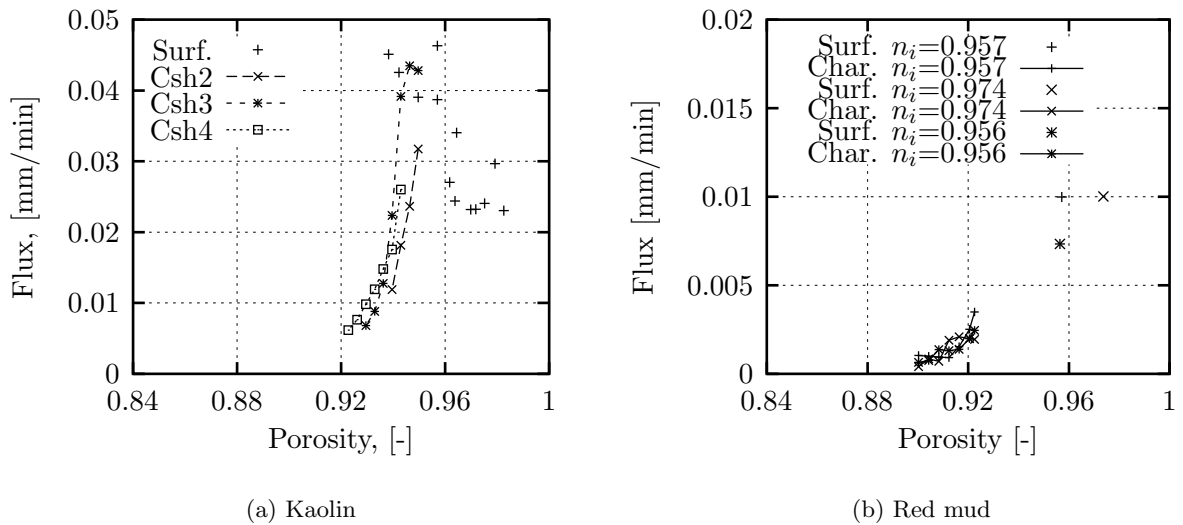 0.05
0.04
0.03
0.02
0.01
0
Flux, [mm/min]
Surf.
Csh2
Csh3
Csh4
0.84
0.88
0.92
0.96
1
Porosity, [-]
(a) Kaolin
0.02
0.015
0.01
0.005
0
Flux [mm/min]
Surf. n_i=0.957
Char. n_i=0.957
Surf. n_i=0.974
Char. n_i=0.974
Surf. n_i=0.956
Char. n_i=0.956
0.84
0.88
0.92
0.96
1
Porosity [-]
(b) Red mud